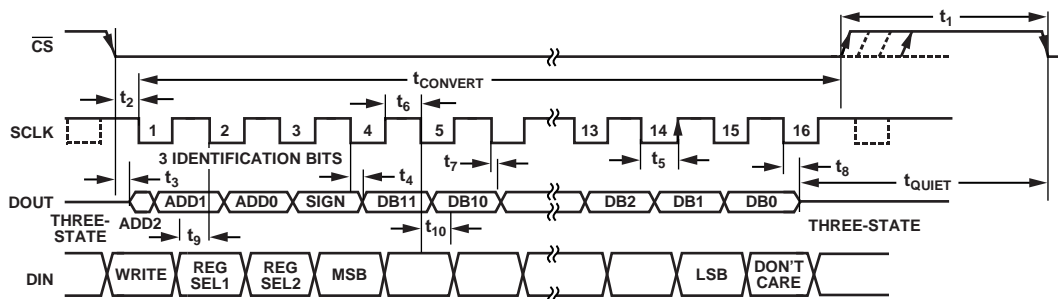 t1
CS
tCONVERT
t2
t6
SCLK
1 2 3 4 5 13 14 15 16
3 IDENTIFICATION BITS
t7
t5
t8
t3
t4
tQUIET
DOUT
ADD1 ADD0 SIGN DB11 DB10 DB2 DB1 DB0
THREE-STATE
ADD2
THREE-STATE
t9
t10
DIN
WRITE
REG SEL1
REG SEL2
MSB
LSB
DON'T CARE